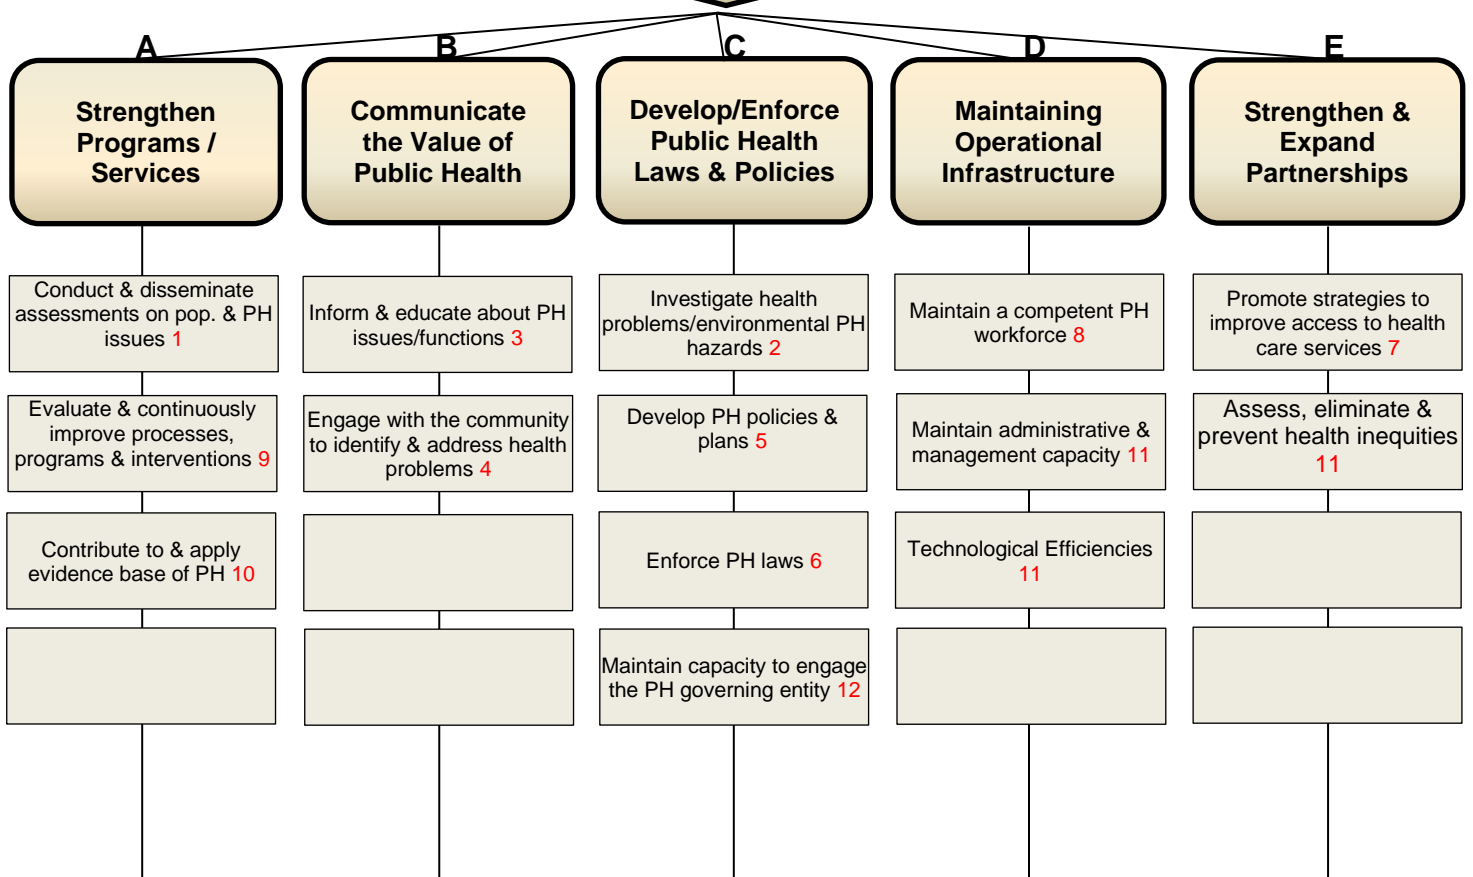 A
B
C
D
E
Strengthen
Programs /
Services
Communicate
the Value of
Public Health
Develop/Enforce
Public Health
Laws & Policies
Maintaining
Operational
Infrastructure
Strengthen &
Expand
Partnerships
Conduct & disseminate
assessments on pop. & PH
issues 1
Inform & educate about PH
issues/functions 3
Investigate health
problems/environmental PH
hazards 2
Maintain a competent PH
workforce 8
Promote strategies to
improve access to health
care services 7
Evaluate & continuously
improve processes,
programs & interventions 9
Engage with the community
to identify & address health
problems 4
Develop PH policies &
plans 5
Maintain administrative &
management capacity 11
Assess, eliminate &
prevent health inequities
11
Contribute to & apply
evidence base of PH 10
Enforce PH laws 6
Technological Efficiencies
11
Maintain capacity to engage
the PH governing entity 12